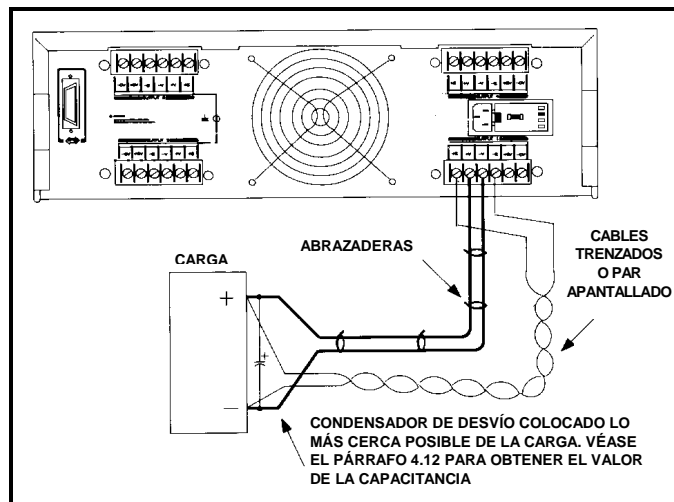 ABRAZADERAS
CABLES
TRENZADOS
O PAR
APANTALLADO
CARGA
+
+
–
CONDENSADOR DE DESVÍO COLOCADO LO
MÁS CERCA POSIBLE DE LA CARGA. VÉASE
EL PÁRRAFO 4.12 PARA OBTENER EL VALOR
DE LA CAPACITANCIA